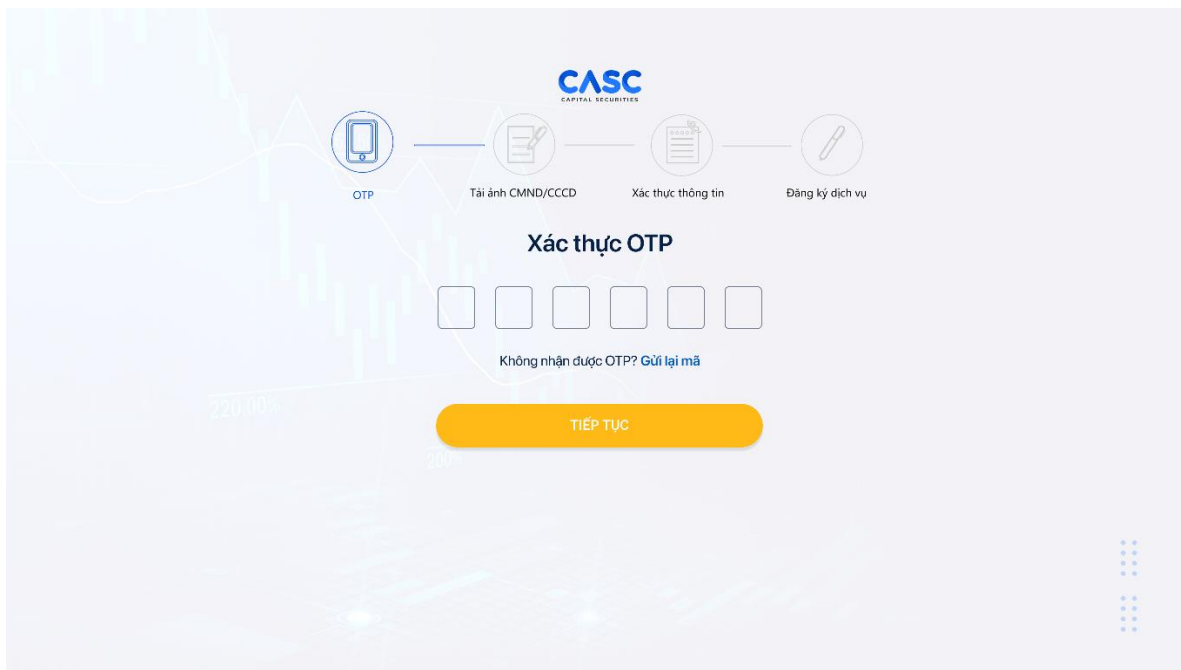 CASC
CAPITAL SECURITIES
OTP
Tải ảnh CMND/CCCD
Xác thực thông tin
Đăng ký dịch vụ
Xác thực OTP
Không nhận được OTP? Gửi lại mã
220.00%
TIẾP TỤC
200%